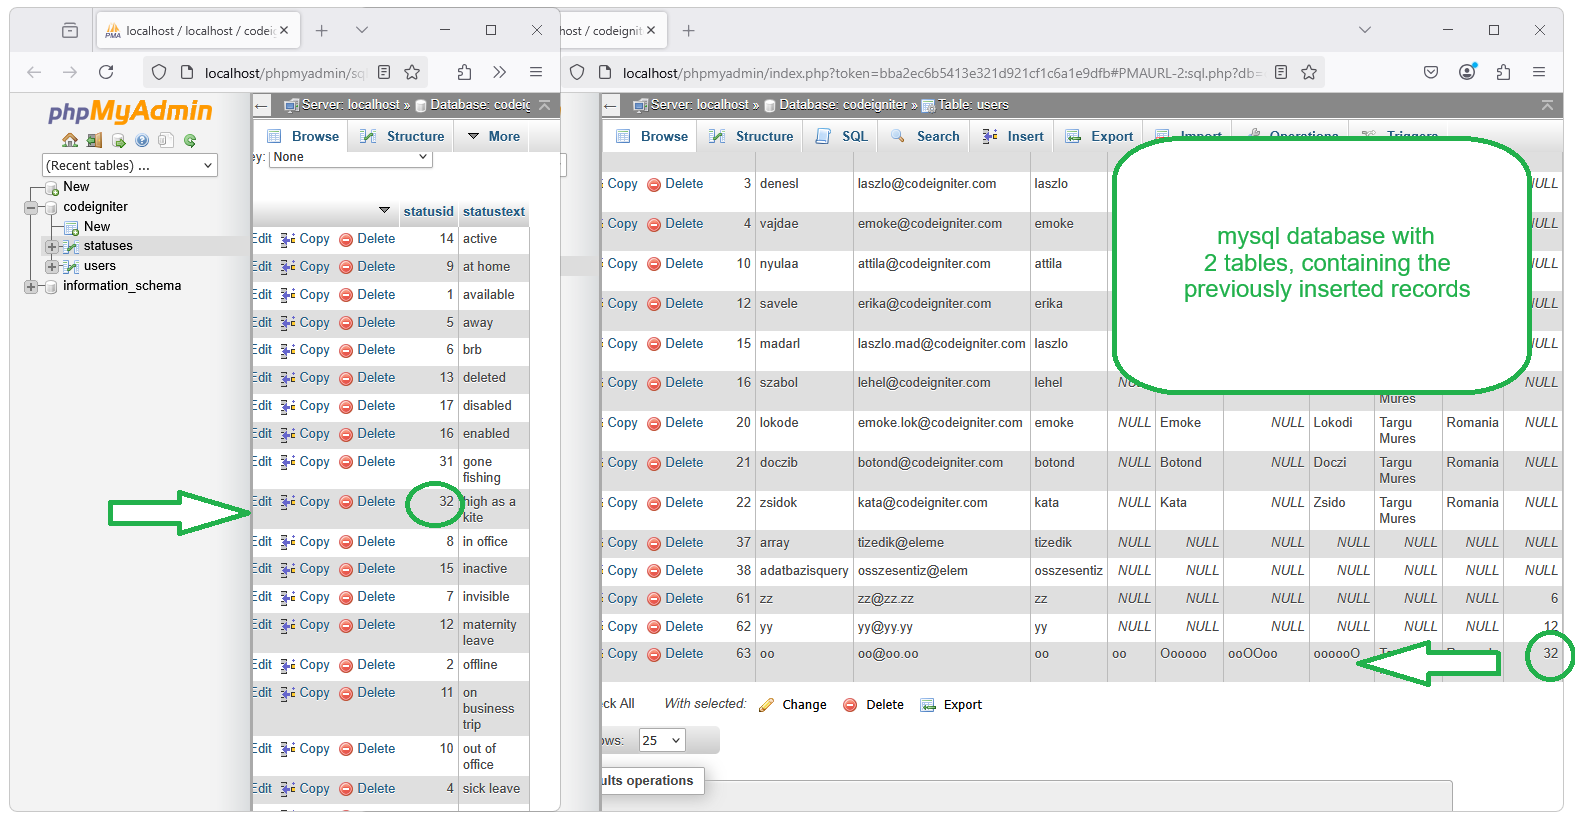 localhost / localhost / codei
host / codeignit
localhost/phpmyadmin/sq
localhost/phpmyadmin/index.php?token=bba2ec6b5413e321d921cf1c6a1e9dfb#PMAURL-2:sql.php?db=
phpMyAdmin
(Recent tables) ...
New
codeigniter
New
statuses
users
information_schema
Server: localhost » Database: codeig
Browse Structure More
ey: None
statusid statustext
Edit Copy Delete 14 active
Edit Copy Delete 9 at home
Edit Copy Delete 1 available
Edit Copy Delete 5 away
Edit Copy Delete 6 brb
Edit Copy Delete 13 deleted
Edit Copy Delete 17 disabled
Edit Copy Delete 16 enabled
Edit Copy Delete 31 gone
fishing
Edit Copy Delete 32 high as a
kite
Edit Copy Delete 8 in office
Edit Copy Delete 15 inactive
Edit Copy Delete 7 invisible
Edit Copy Delete 12 maternity
leave
Edit Copy Delete 2 offline
Edit Copy Delete 11 on
business
trip
Edit Copy Delete 10 out of
office
Edit Copy Delete 4 sick leave
Server: localhost » Database: codeigniter » Table: users
Browse Structure SQL Search Insert Export Import Operations Triggers
Copy Delete 3 denesl laszlo@codeigniter.com laszlo NULL
Copy Delete 4 vajdae emoke@codeigniter.com emoke NULL
Copy Delete 10 nyulaa attila@codeigniter.com attila NULL
Copy Delete 12 savele erika@codeigniter.com erika NULL
Copy Delete 15 madarl laszlo.mad@codeigniter.com laszlo NULL
Copy Delete 16 szabol lehel@codeigniter.com lehel NULL NULL
Mures
Copy Delete 20 lokode emoke.lok@codeigniter.com emoke NULL Emoke NULL Lokodi Targu Romania NULL
Mures
Copy Delete 21 doczib botond@codeigniter.com botond NULL Botond NULL Doczi Targu Romania NULL
Mures
Copy Delete 22 zsidok kata@codeigniter.com kata NULL Kata NULL Zsido Targu Romania NULL
Mures
Copy Delete 37 array tizedik@eleme tizedik NULL NULL NULL NULL NULL NULL NULL
Copy Delete 38 adatbazisquery osszesentiz@elem osszesentiz NULL NULL NULL NULL NULL NULL NULL
Copy Delete 61 zz zz@zz.zz zz NULL NULL NULL NULL NULL NULL 6
Copy Delete 62 yy yy@yy.yy yy NULL NULL NULL NULL NULL NULL 12
Copy Delete 63 oo oo@oo.oo oo oo Oooooo ooOOoo oooooO 32
mysql database with
2 tables, containing the
previously inserted records
ck All With selected: Change Delete Export
ows: 25
ults operations